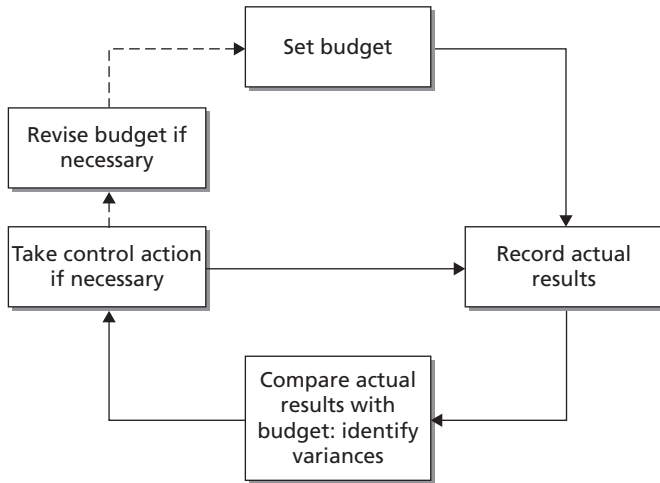 Set budget
Revise budget if
necessary
Take control action
if necessary
Record actual
results
Compare actual
results with
budget: identify
variances